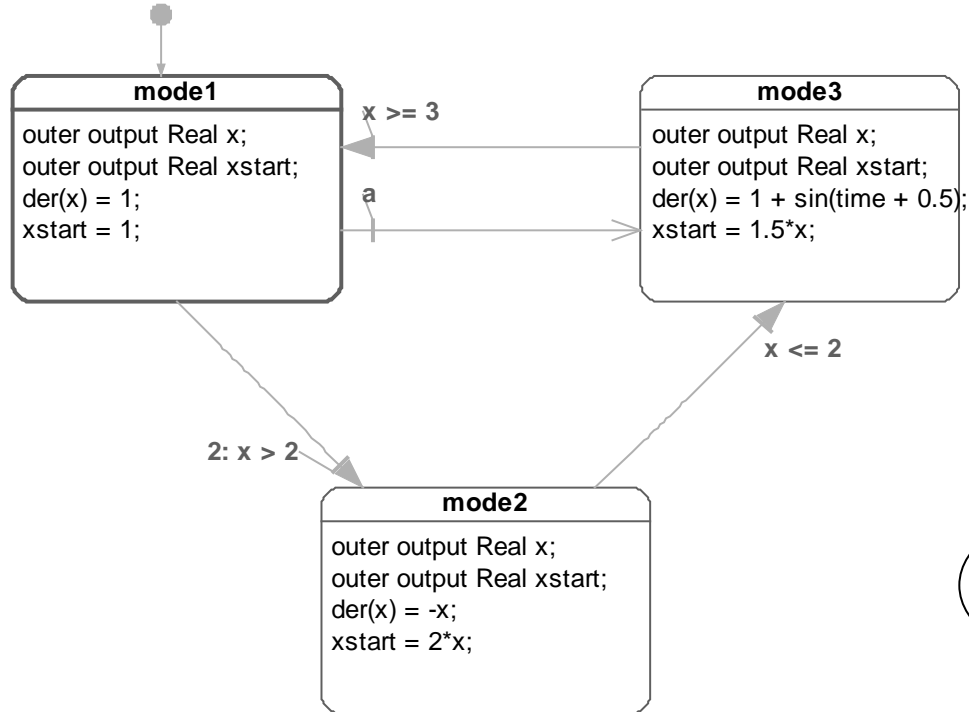 mode1
outer output Real x;
outer output Real xstart;
der(x) = 1;
xstart = 1;
x >= 3
a
mode3
outer output Real x;
outer output Real xstart;
der(x) = 1 + sin(time + 0.5);
xstart = 1.5*x;
x <= 2
2: x > 2
mode2
outer output Real x;
outer output Real xstart;
der(x) = -x;
xstart = 2*x;